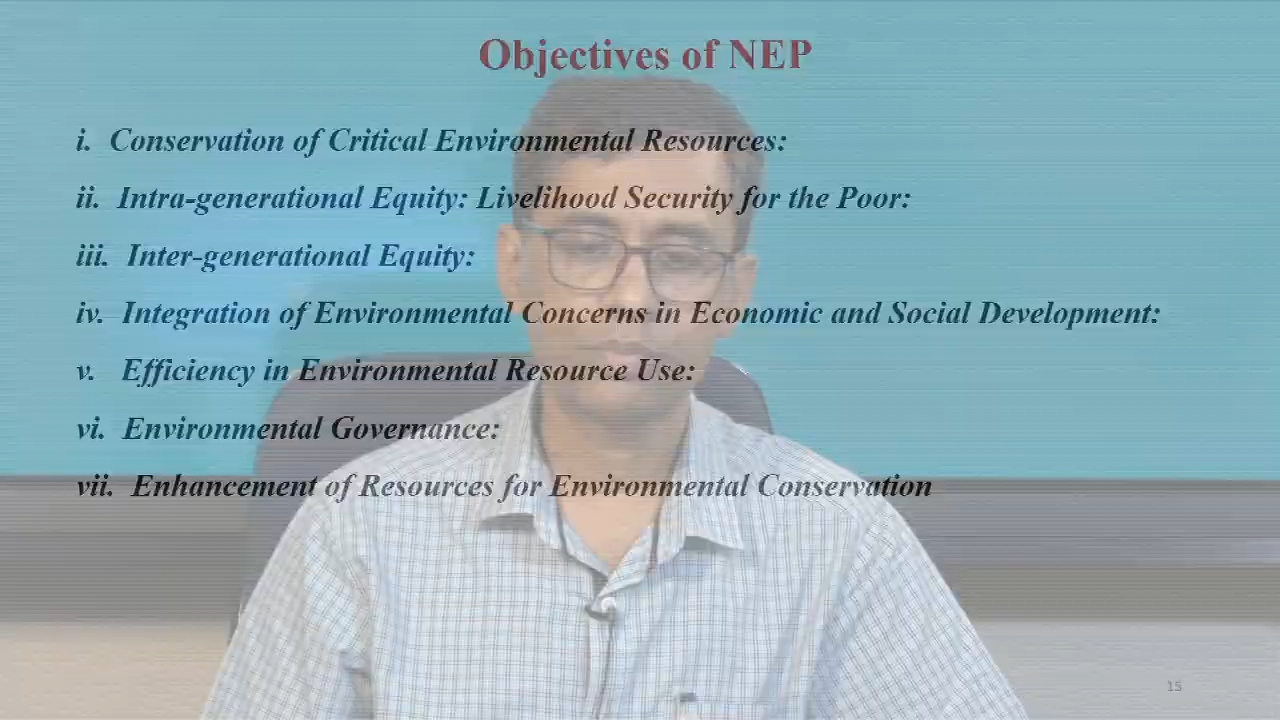 Objectives of NEP
i. Conservation of Critical Environmental Resources:
ii. Intra-generational Equity: Livelihood Security for the Poor:
iii. Inter-generational Equity:
iv. Integration of Environmental Concerns in Economic and Social Development:
v. Efficiency in Environmental Resource Use:
vi. Environmental Governance:
vii. Enhancement of Resources for Environmental Conservation
15